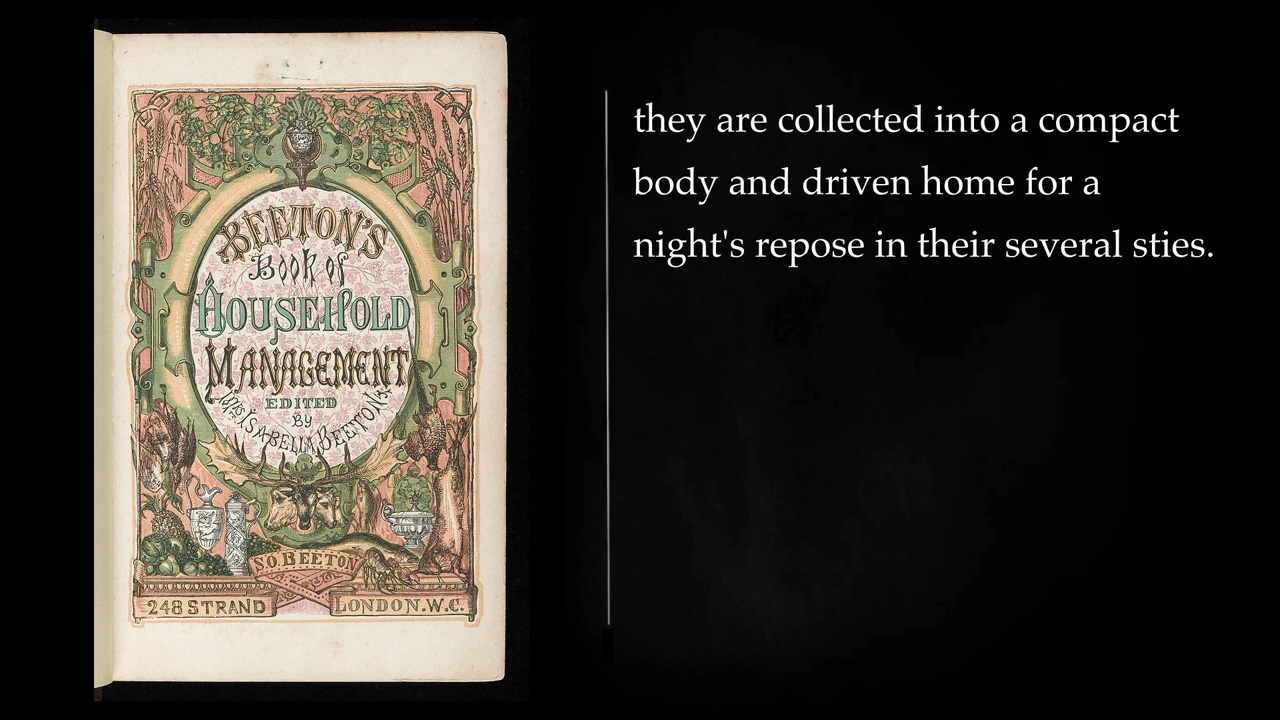 BEETON'S
Book of
HOUSEHOLD
MANAGEMENT
EDITED
BY
MRS ISABELLA BEETON
S.O. BEETON
248 STRAND
LONDON. W.C.
they are collected into a compact
body and driven home for a
night's repose in their several sties.